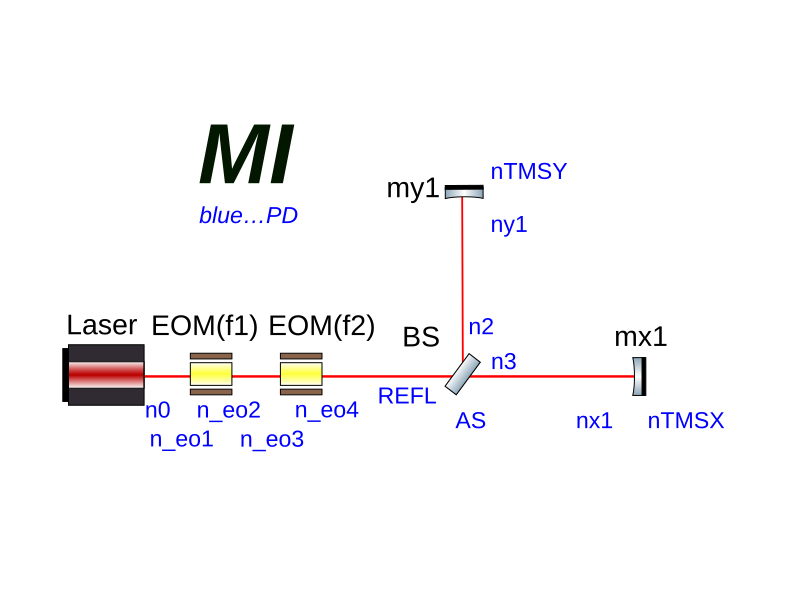 MI
blue…PD
my1
nTMSY
ny1
Laser
EOM(f1)
EOM(f2)
BS
n2
n3
mx1
REFL
AS
n0
n_eo2
n_eo4
n_eo1
n_eo3
nx1
nTMSX